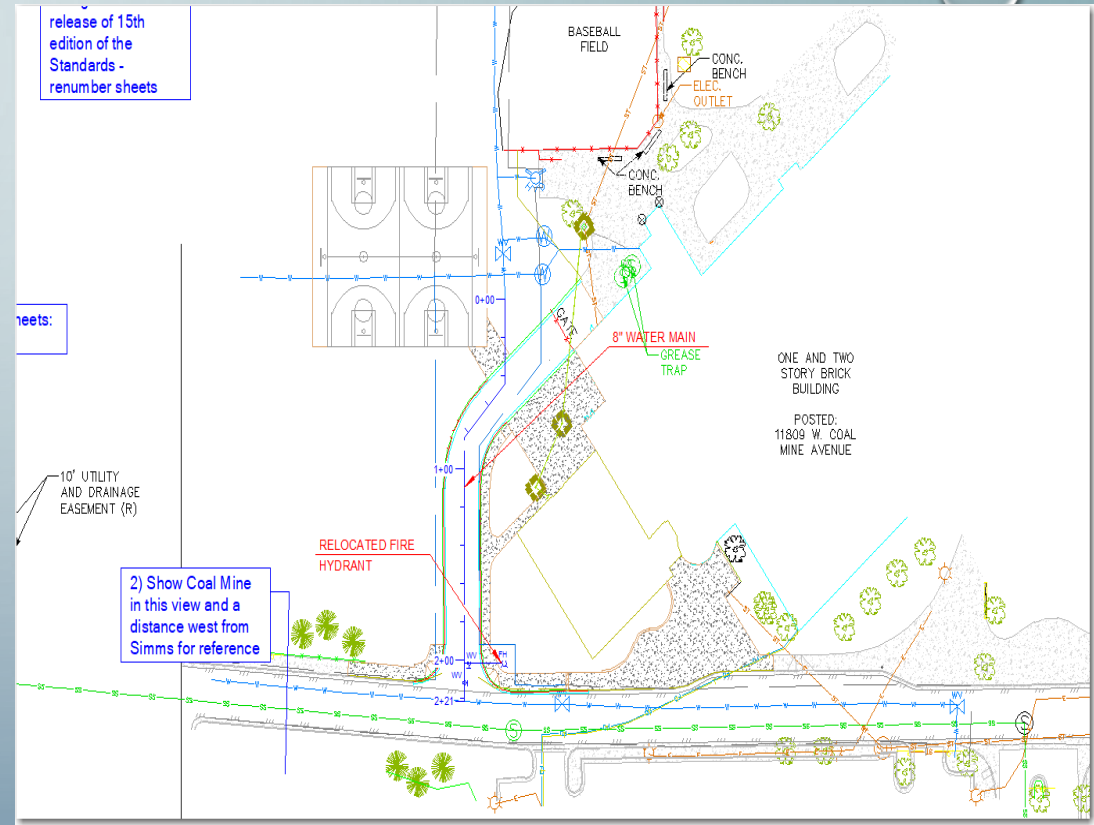 release of 15th
edition of the
Standards -
renumber sheets
BASEBALL
FIELD
CONC.
BENCH
ELEC.
OUTLET
CONC.
BENCH
0+00
GATE
8" WATER MAIN
GREASE
TRAP
ONE AND TWO
STORY BRICK
BUILDING
POSTED:
11809 W. COAL
MINE AVENUE
1+00
10' UTILITY
AND DRAINAGE
EASEMENT (R)
RELOCATED FIRE
HYDRANT
2) Show Coal Mine
in this view and a
distance west from
Simms for reference
2+00
WV
FH
WV
2+21
WV